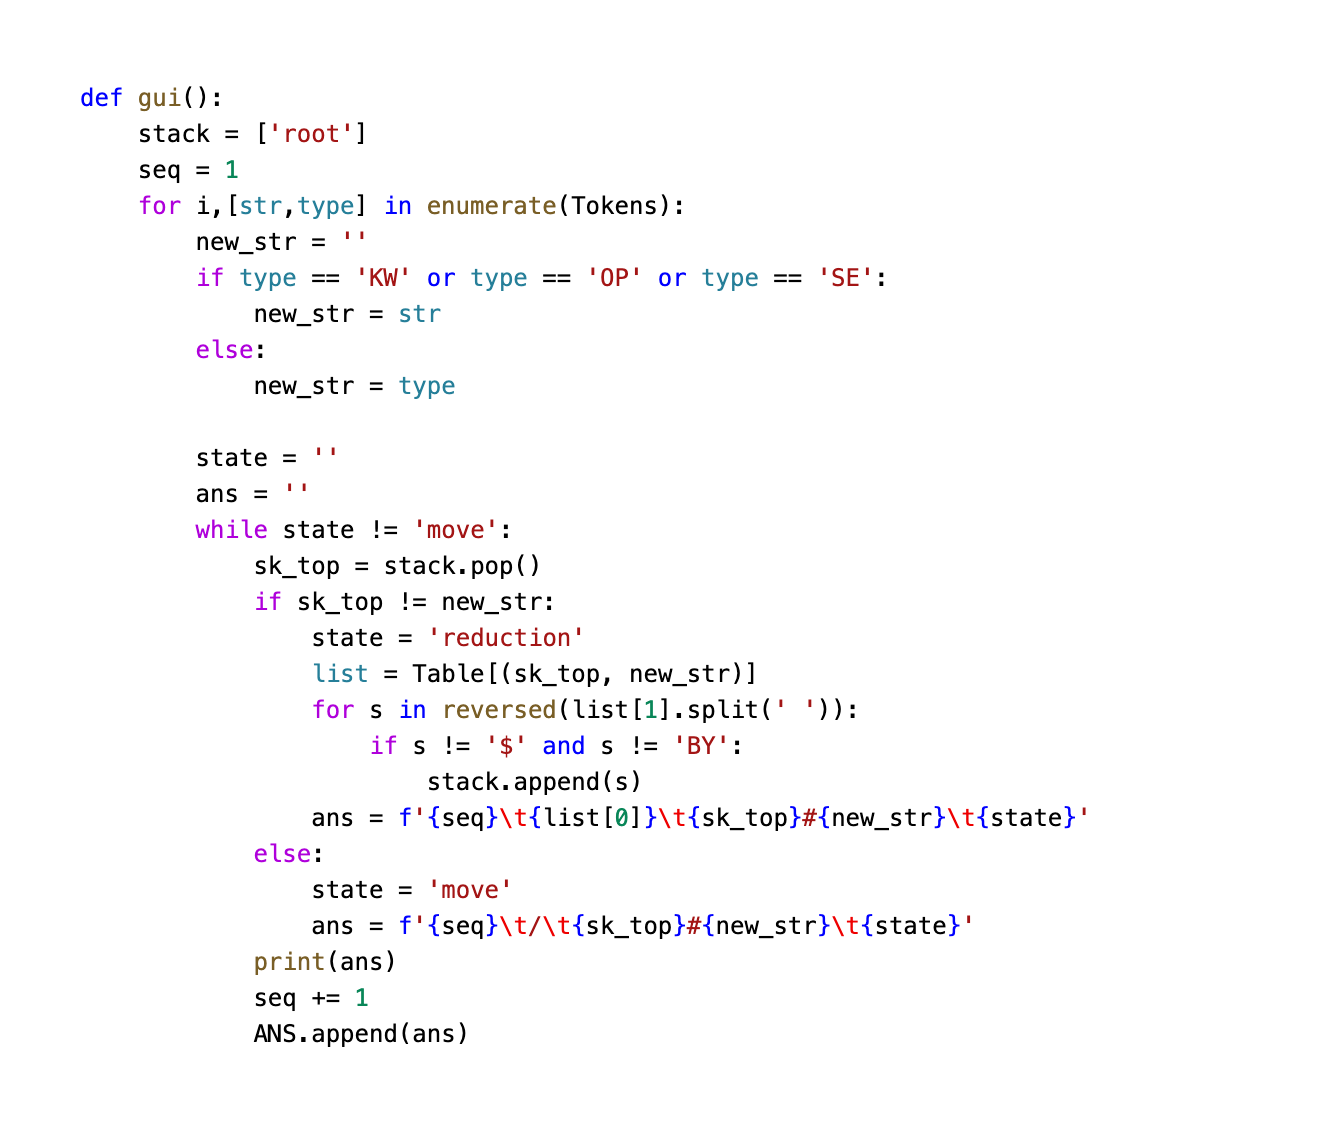 def gui():
    stack = ['root']
    seq = 1
    for i,[str,type] in enumerate(Tokens):
        new_str = ''
        if type == 'KW' or type == 'OP' or type == 'SE':
            new_str = str
        else:
            new_str = type

        state = ''
        ans = ''
        while state != 'move':
            sk_top = stack.pop()
            if sk_top != new_str:
                state = 'reduction'
                list = Table[(sk_top, new_str)]
                for s in reversed(list[1].split(' ')):
                    if s != '$' and s != 'BY':
                        stack.append(s)
                ans = f'{seq}\t{list[0]}\t{sk_top}#{new_str}\t{state}'
            else:
                state = 'move'
                ans = f'{seq}\t/\t{sk_top}#{new_str}\t{state}'
            print(ans)
            seq += 1
            ANS.append(ans)